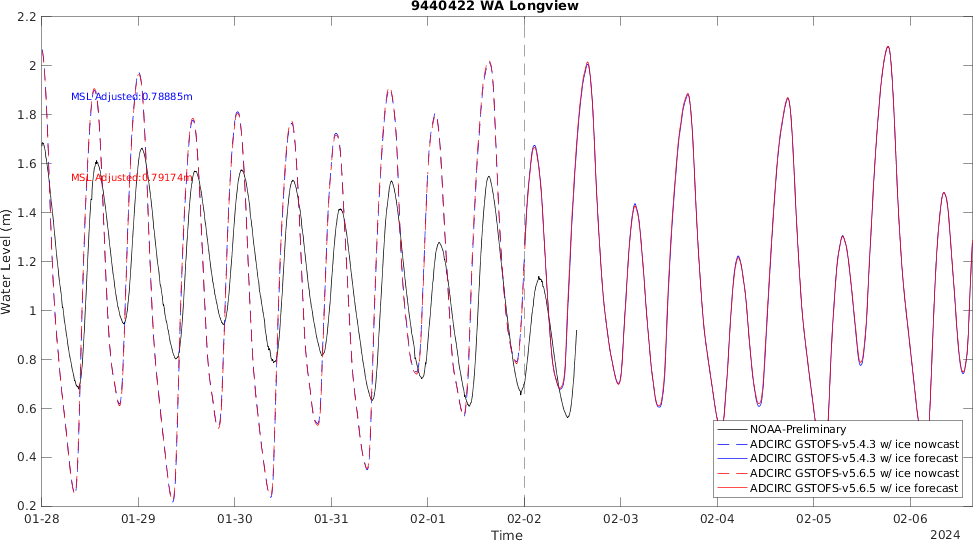 9440422 WA Longview
2.2
2
1.8
1.6
1.4
1.2
1
0.8
0.6
0.4
0.2
Water Level (m)
MSL Adjusted:0.78885m
MSL Adjusted:0.79174m
NOAA-Preliminary
ADCIRC GSTOFS-v5.4.3 w/ ice nowcast
ADCIRC GSTOFS-v5.4.3 w/ ice forecast
ADCIRC GSTOFS-v5.6.5 w/ ice nowcast
ADCIRC GSTOFS-v5.6.5 w/ ice forecast
01-28 01-29 01-30 01-31 02-01 02-02 02-03 02-04 02-05 02-06
Time
2024